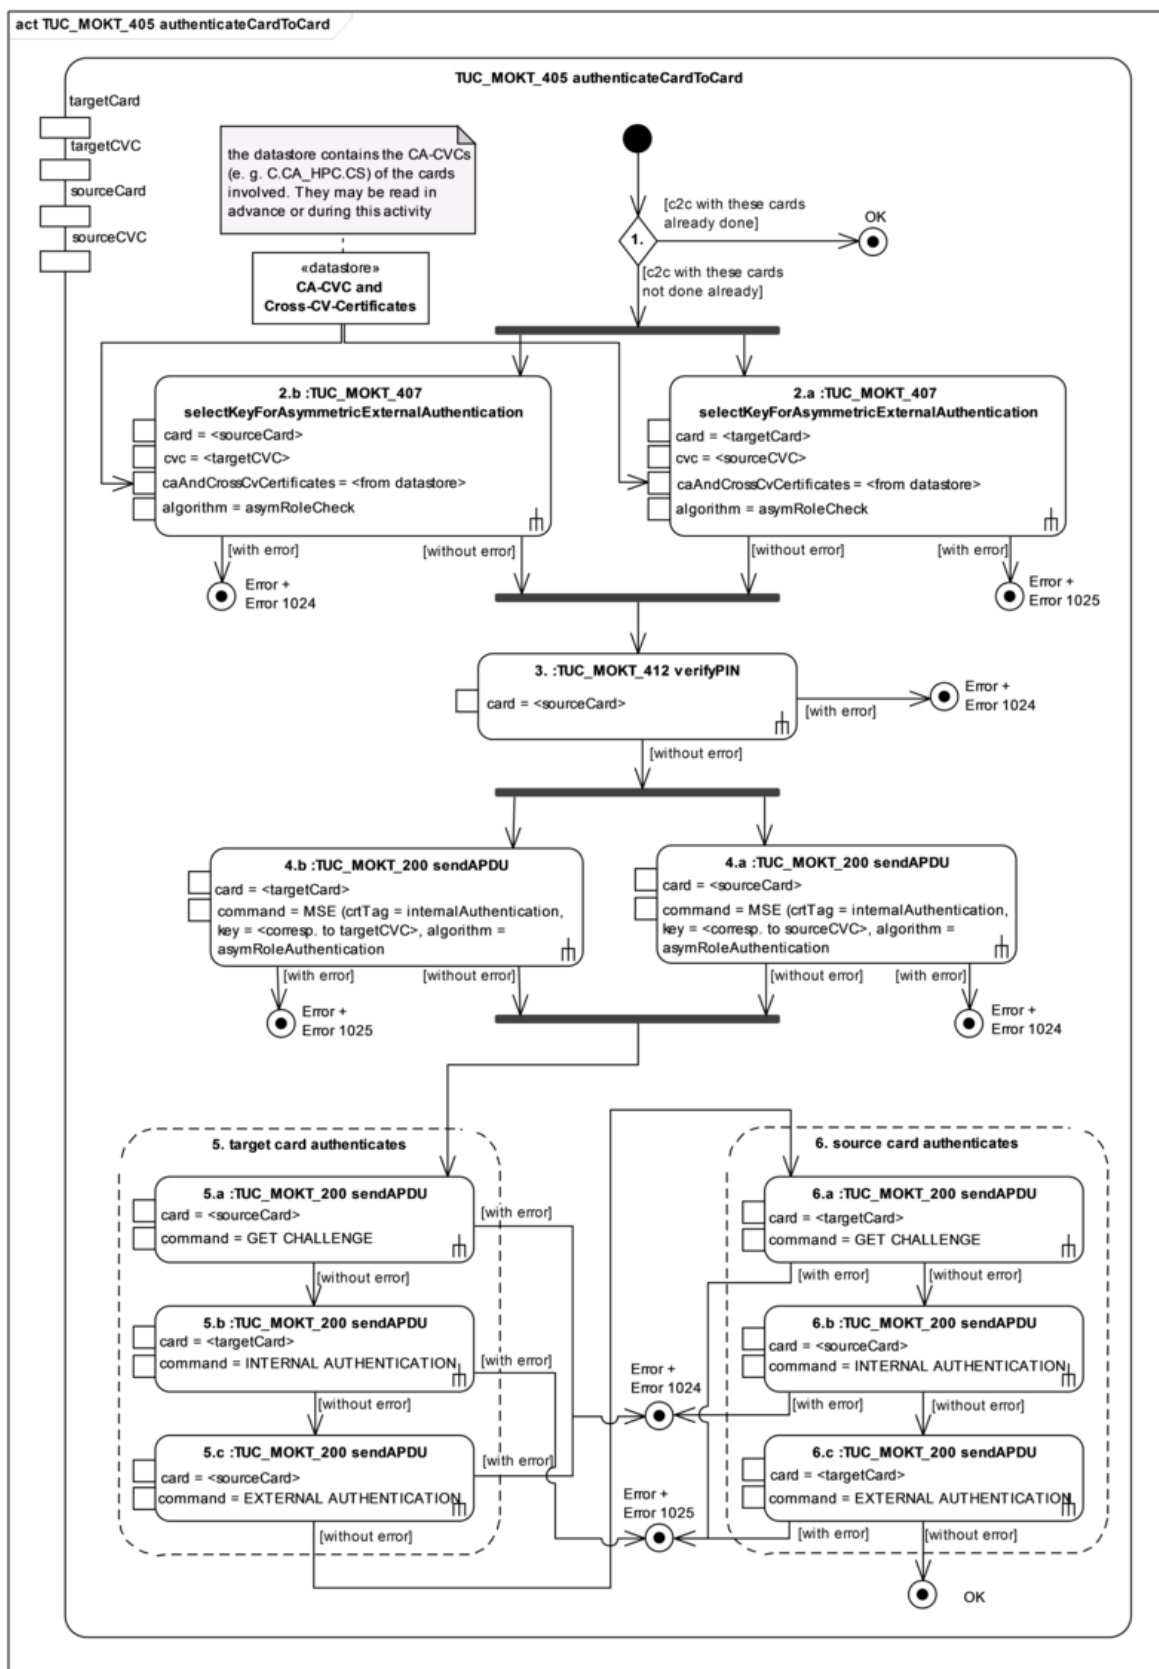 act TUC_MOKT_405 authenticateCardToCard
TUC_MOKT_405 authenticateCardToCard
targetCard
targetCVC
sourceCard
sourceCVC
the datastore contains the CA-CVCs
(e. g. C.CA_HPC.CS) of the cards
involved. They may be read in
advance or during this activity
«datastore»
CA-CVC and
Cross-CV-Certificates
[c2c with these cards
already done]
OK
1.
[c2c with these cards
not done already]
2.b :TUC_MOKT_407
selectKeyForAsymmetricExternalAuthentication
card = <sourceCard>
cvc = <targetCVC>
caAndCrossCvCertificates = <from datastore>
algorithm = asymRoleCheck
[with error]
[without error]
Error +
Error 1024
2.a :TUC_MOKT_407
selectKeyForAsymmetricExternalAuthentication
card = <targetCard>
cvc = <sourceCVC>
caAndCrossCvCertificates = <from datastore>
algorithm = asymRoleCheck
[without error]
[with error]
Error +
Error 1025
3. :TUC_MOKT_412 verifyPIN
card = <sourceCard>
[with error]
Error +
Error 1024
[without error]
4.b :TUC_MOKT_200 sendAPDU
card = <targetCard>
command = MSE (crtTag = internalAuthentication,
key = <corresp. to targetCVC>, algorithm =
asymRoleAuthentication
[with error]
[without error]
Error +
Error 1025
4.a :TUC_MOKT_200 sendAPDU
card = <sourceCard>
command = MSE (crtTag = internalAuthentication,
key = <corresp. to sourceCVC>, algorithm =
asymRoleAuthentication
[without error]
[with error]
Error +
Error 1024
5. target card authenticates
5.a :TUC_MOKT_200 sendAPDU
card = <sourceCard>
command = GET CHALLENGE
[with error]
[without error]
5.b :TUC_MOKT_200 sendAPDU
card = <targetCard>
command = INTERNAL AUTHENTICATION
[with error]
[without error]
5.c :TUC_MOKT_200 sendAPDU
card = <sourceCard>
command = EXTERNAL AUTHENTICATION
[with error]
[without error]
Error +
Error 1024
Error +
Error 1025
6. source card authenticates
6.a :TUC_MOKT_200 sendAPDU
card = <targetCard>
command = GET CHALLENGE
[with error]
[without error]
6.b :TUC_MOKT_200 sendAPDU
card = <sourceCard>
command = INTERNAL AUTHENTICATION
[with error]
[without error]
6.c :TUC_MOKT_200 sendAPDU
card = <targetCard>
command = EXTERNAL AUTHENTICATION
[with error]
[without error]
OK